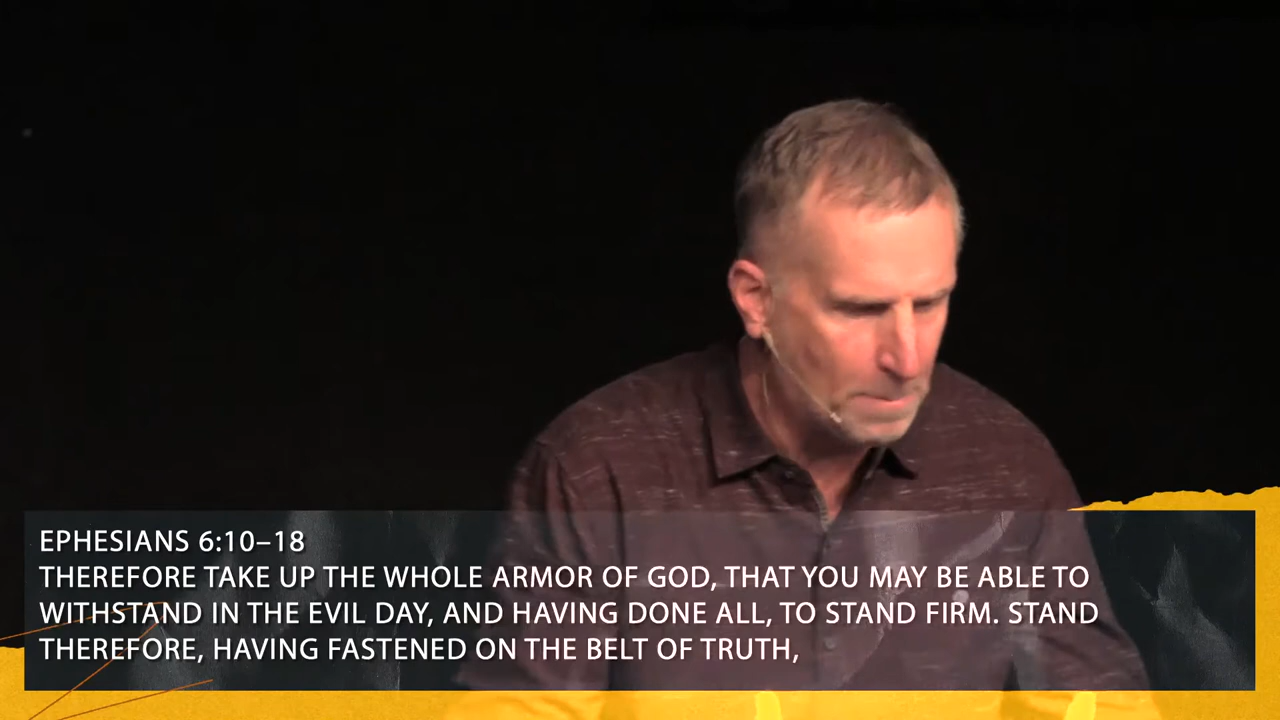 EPHESIANS 6:10–18
THEREFORE TAKE UP THE WHOLE ARMOR OF GOD, THAT YOU MAY BE ABLE TO
WITHSTAND IN THE EVIL DAY, AND HAVING DONE ALL, TO STAND FIRM. STAND
THEREFORE, HAVING FASTENED ON THE BELT OF TRUTH,